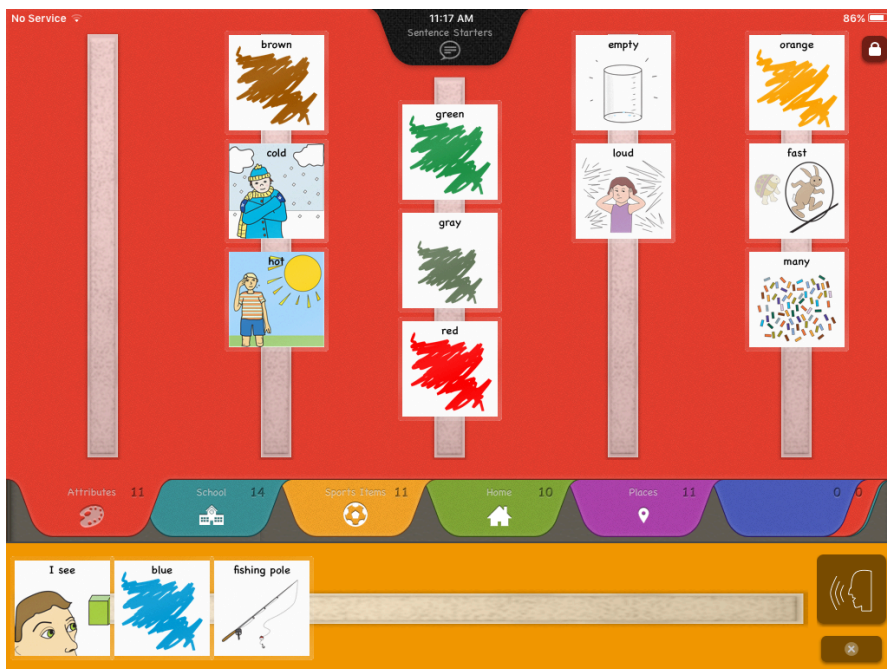 No Service 11:17 AM 86%
Sentence Starters
brown
empty
orange
green
cold
loud
fast
gray
hot
many
red
Attributes 11 School 14 Sports Items 11 Home 10 Places 11 0 0
I see blue fishing pole